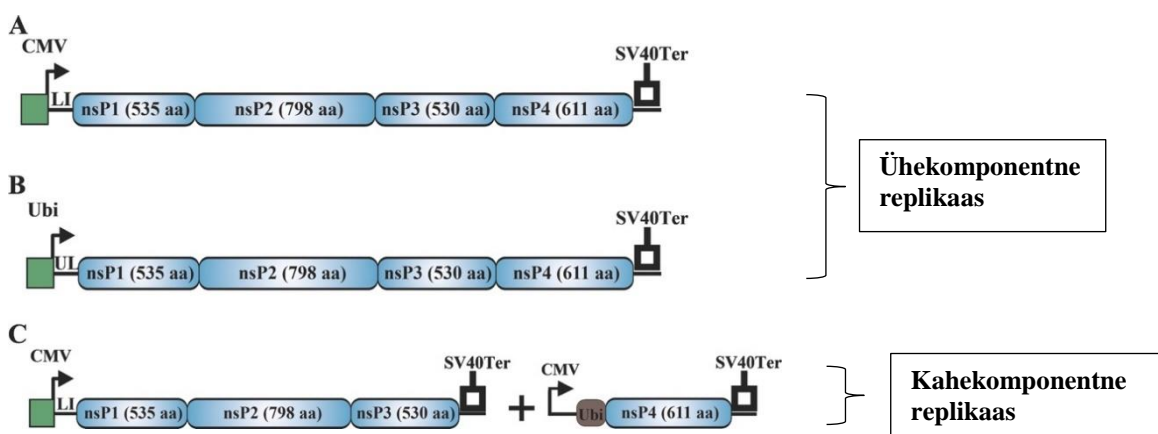 A
CMV
SV40Ter
LI nsP1 (535 aa) nsP2 (798 aa) nsP3 (530 aa) nsP4 (611 aa)
Ühekomponentne
replikaas
B
Ubi
SV40Ter
UI nsP1 (535 aa) nsP2 (798 aa) nsP3 (530 aa) nsP4 (611 aa)
C
CMV
SV40Ter
CMV
SV40Ter
LI nsP1 (535 aa) nsP2 (798 aa) nsP3 (530 aa) + Ubi nsP4 (611 aa)
Kahekomponentne
replikaas